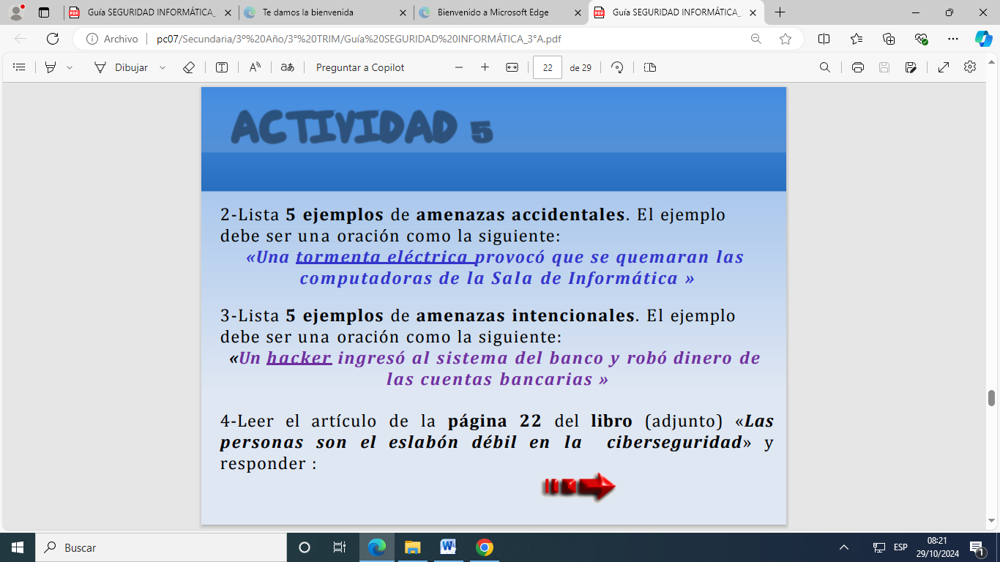 Guía SEGURIDAD INFORMÁTICA_
Te damos la bienvenida
Bienvenido a Microsoft Edge
Guía SEGURIDAD INFORMÁTICA_3
Archivo
pc07/Secundaria/3º%20Año/3°%20TRIM/Guía%20SEGURIDAD%20INFORMÁTICA_3°A.pdf
Dibujar
Preguntar a Copilot
22
de 29
ACTIVIDAD 5
2-Lista 5 ejemplos de amenazas accidentales. El ejemplo
debe ser una oración como la siguiente:
«Una tormenta eléctrica provocó que se quemaran las
computadoras de la Sala de Informática »
3-Lista 5 ejemplos de amenazas intencionales. El ejemplo
debe ser una oración como la siguiente:
«Un hacker ingresó al sistema del banco y robó dinero de
las cuentas bancarias »
4-Leer el artículo de la página 22 del libro (adjunto) «Las
personas son el eslabón débil en la ciberseguridad» y
responder :
Buscar
ESP
08:21
29/10/2024
1